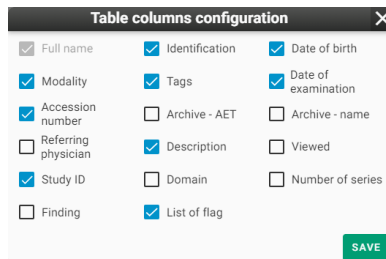 Table columns configuration
Full name
Identification
Date of birth
Modality
Tags
Date of
examination
Accession
number
Archive - AET
Archive - name
Referring
physician
Description
Viewed
Study ID
Domain
Number of series
Finding
List of flag
SAVE